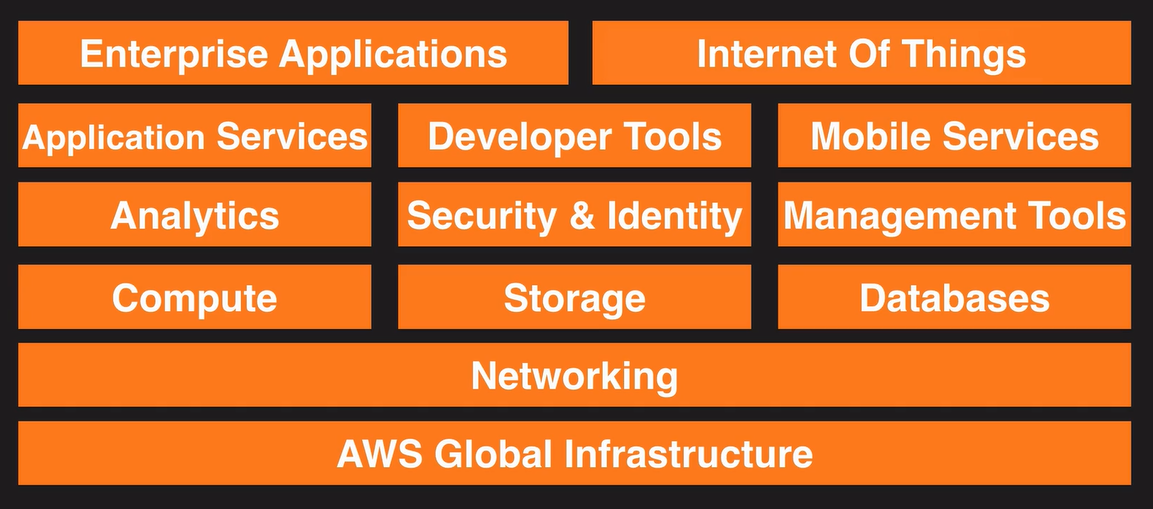 Enterprise Applications
Internet Of Things
Application Services
Developer Tools
Mobile Services
Analytics
Security & Identity
Management Tools
Compute
Storage
Databases
Networking
AWS Global Infrastructure